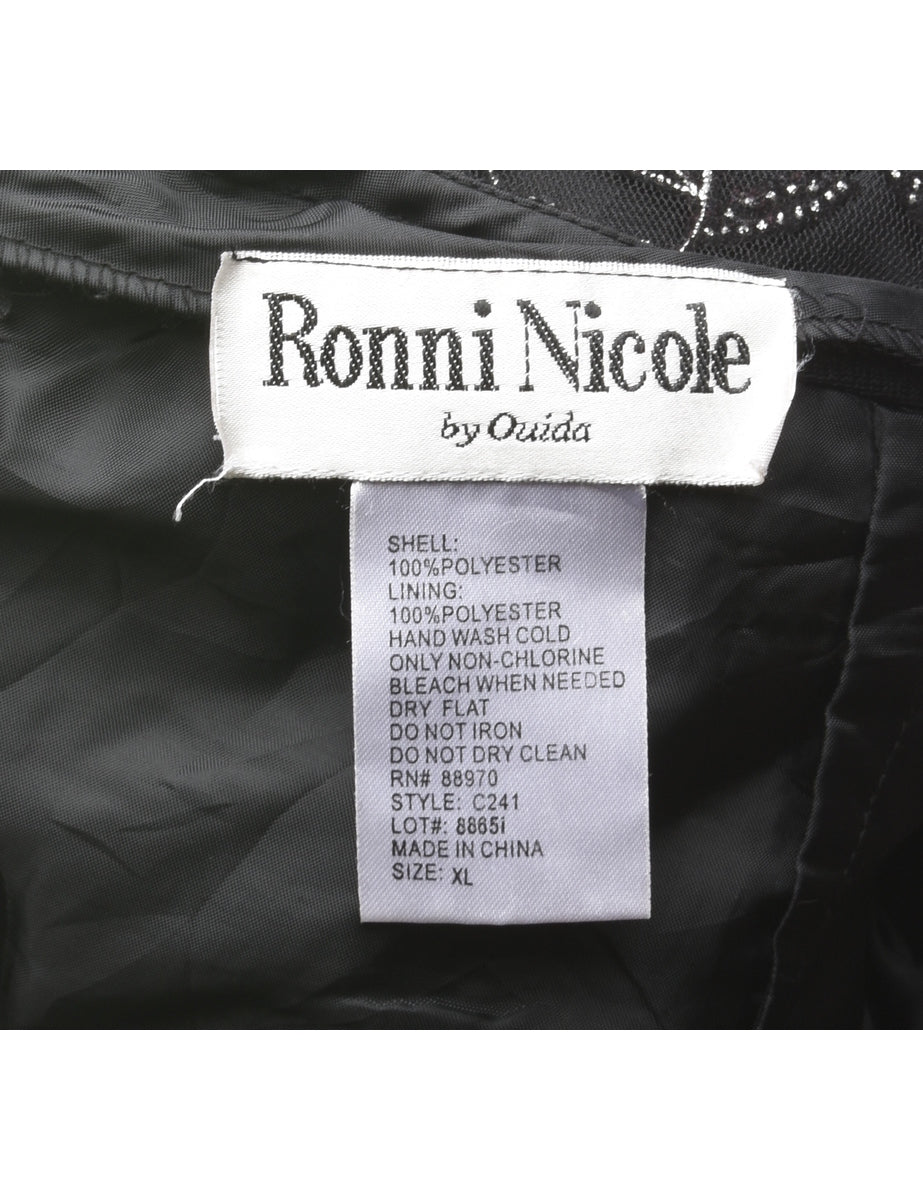 Ronni Nicole
by Ouida
SHELL:
100%POLYESTER
LINING:
100%POLYESTER
HAND WASH COLD
ONLY NON-CHLORINE
BLEACH WHEN NEEDED
DRY FLAT
DO NOT IRON
DO NOT DRY CLEAN
RN# 88970
STYLE: C241
LOT#: 8865i
MADE IN CHINA
SIZE: XL